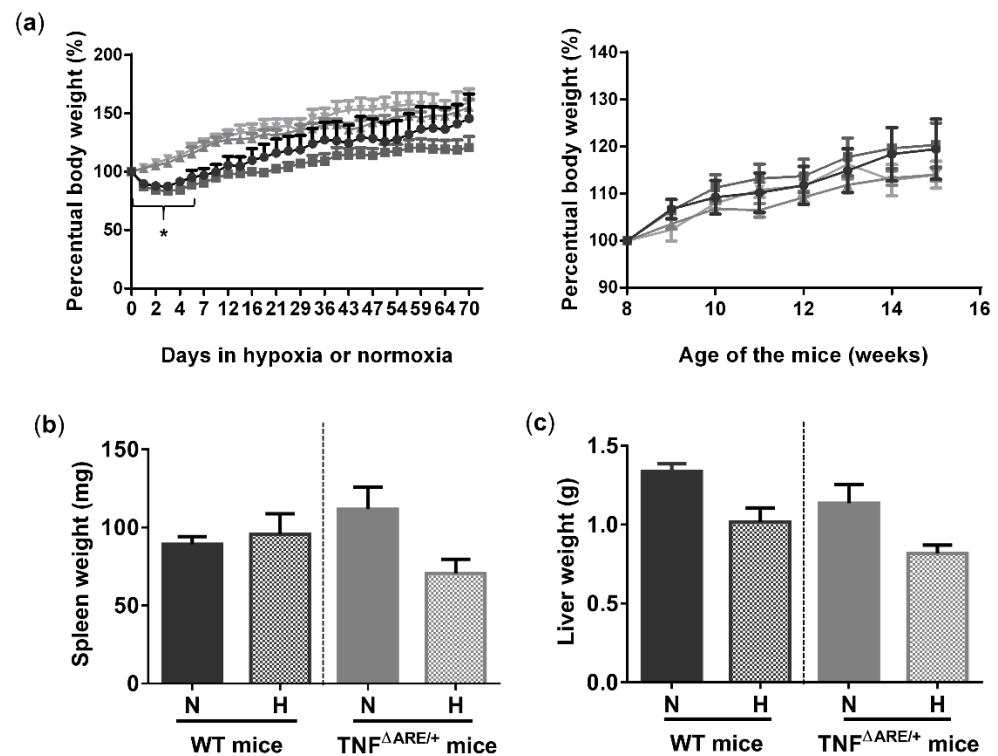 (a)
Percentual body weight (%)
200
150
100
50
0
*
0 2 4 7 12 16 21 29 36 43 47 54 59 64 70
Days in hypoxia or normoxia
Percentual body weight (%)
140
130
120
110
100
90
8 10 12 14 16
Age of the mice (weeks)
(b)
Spleen weight (mg)
150
100
50
0
N H N H
WT mice TNF^ΔARE/+ mice
(c)
Liver weight (g)
1.5
1.0
0.5
0.0
N H N H
WT mice TNF^ΔARE/+ mice